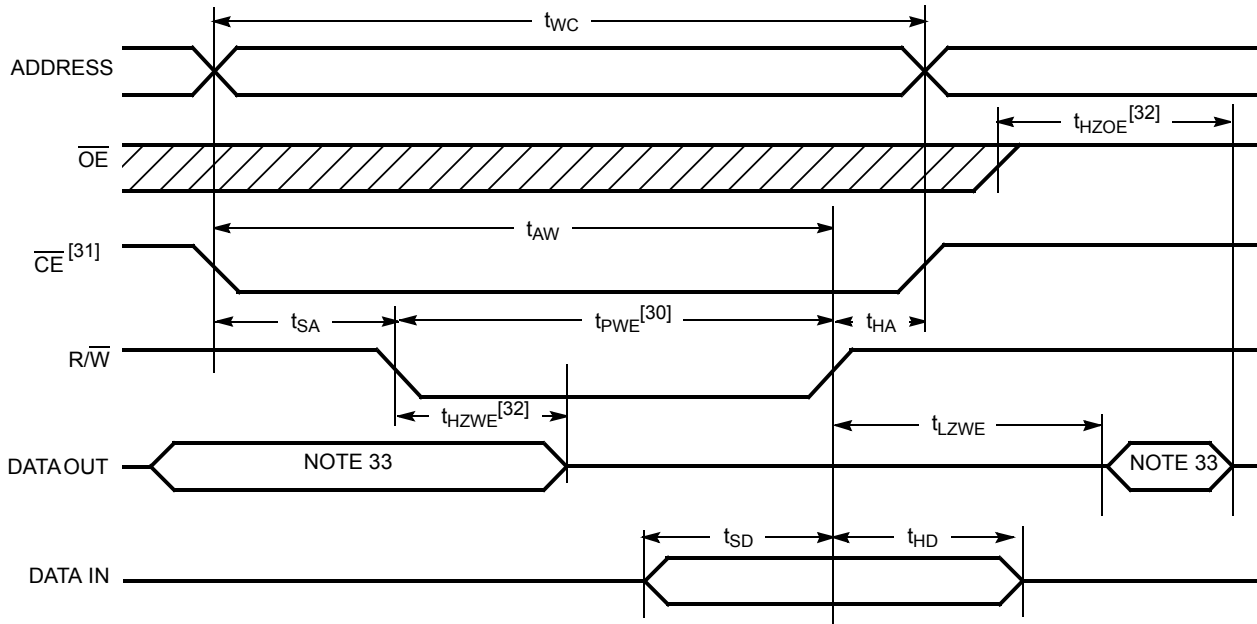 tWC
ADDRESS
tHZOE[32]
OE
tAW
CE[31]
tSA
tPWE[30]
tHA
R/W
tHZWE[32]
tLZWE
DATA OUT
NOTE 33
NOTE 33
tSD
tHD
DATA IN